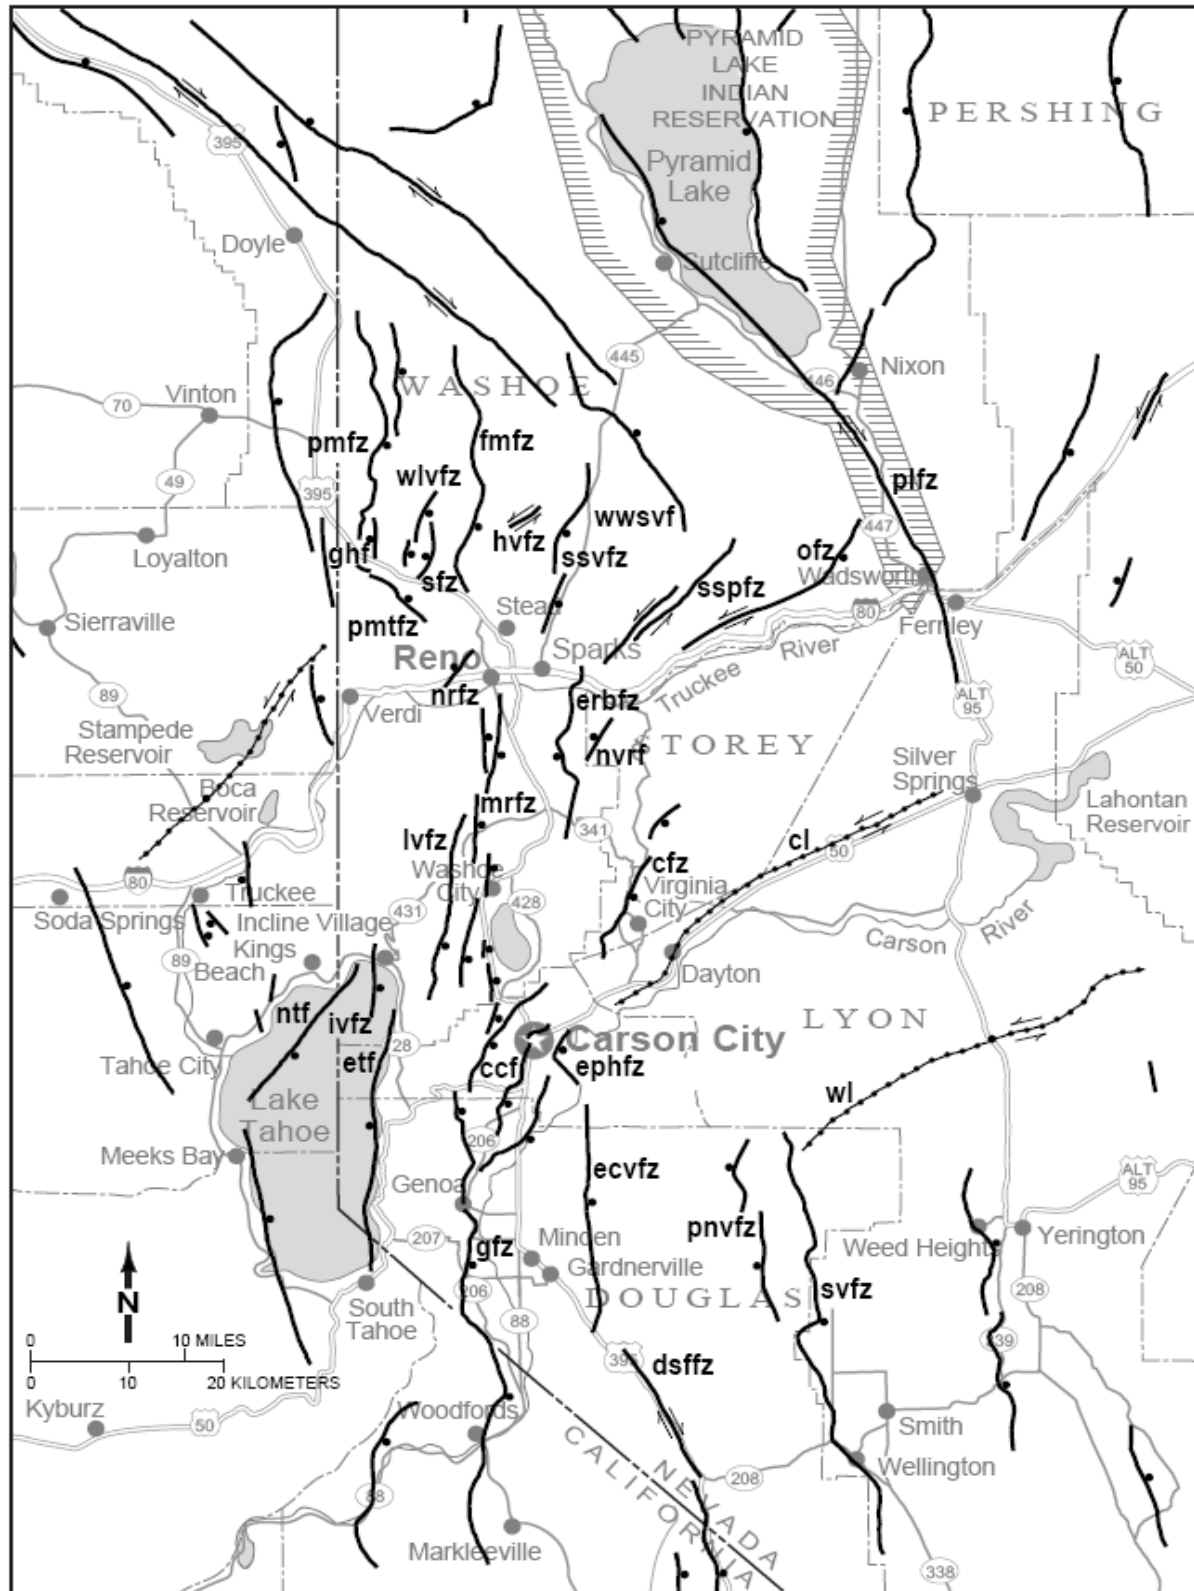 PYRAMID
LAKE
INDIAN
RESERVATION
PERSHING
395
Pyramid
Lake
Doyle
Sutcliffe
445
Nixon
446
WASHOE
Vinton
70
pmfz
fmfz
wlvfz
49
395
plfz
wwsvf
447
hvfz
ofz
Loyalton
ghf
ssvfz
sspfz
Wadsworth
sfz
Stead
80
Fernley
Sierraville
pmtfz
River
ALT
50
Reno
Sparks
Truckee
nrfz
erbfz
89
Verdi
ALT
95
Stampede
Reservoir
STOREY
nvrf
Silver
Springs
Boca
Reservoir
mrfz
Lahontan
Reservoir
lvfz
341
cl
50
Washoe
City
cfz
80
Truckee
Virginia
City
Soda Springs
Incline Village
431
428
Kings
Beach
Carson
River
89
Dayton
ntf
ivfz
LYON
Tahoe City
etf
28
Carson City
ccf
ephfz
wl
Lake
Tahoe
206
Meeks Bay
ecvfz
ALT
95
Genoa
pnvfz
207
gfz
Minden
Weed Heights
Yerington
Gardnerville
206
DOUGLAS
svfz
208
N
South
Tahoe
88
339
0 10 MILES
0 10 20 KILOMETERS
395
dsffz
Kyburz
50
Woodfords
Smith
CALIFORNIA
NEVADA
Wellington
208
88
Markleeville
338